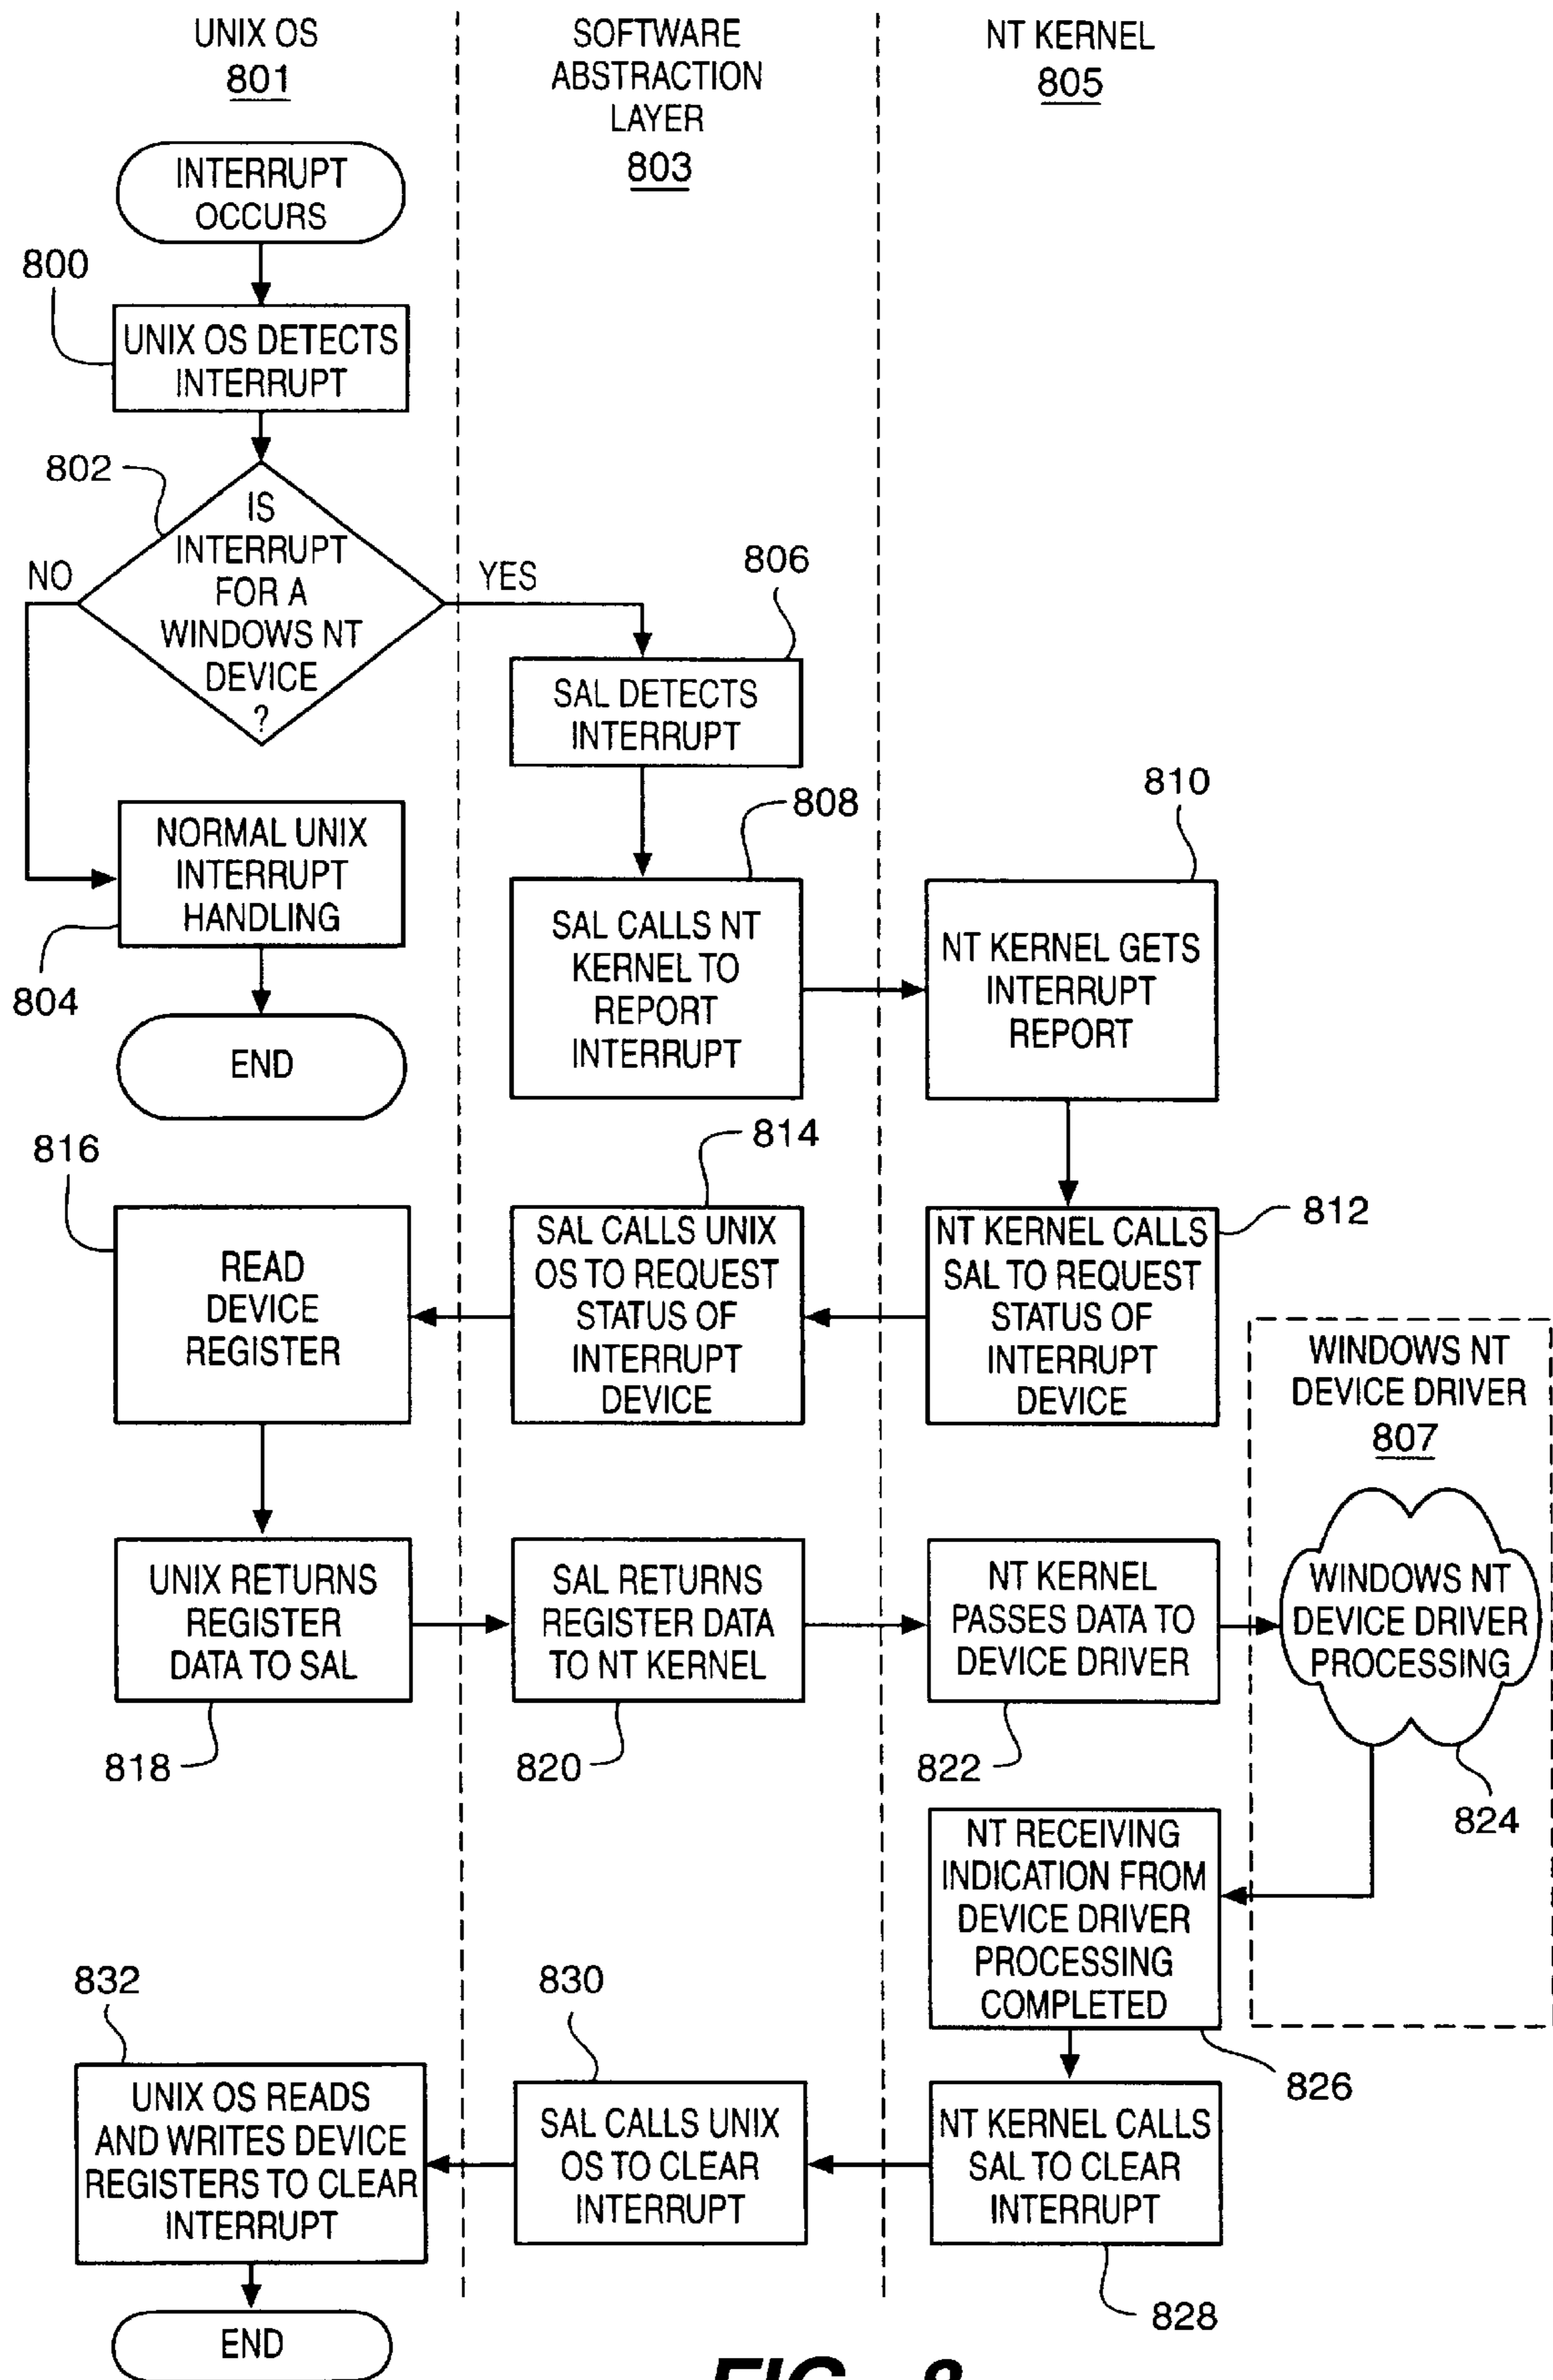 UNIX OS
801
SOFTWARE
ABSTRACTION
LAYER
803
NT KERNEL
805
INTERRUPT
OCCURS
800
UNIX OS DETECTS
INTERRUPT
802
IS
INTERRUPT
FOR A
WINDOWS NT
DEVICE
?
NO
YES
806
SAL DETECTS
INTERRUPT
NORMAL UNIX
INTERRUPT
HANDLING
804
END
808
SAL CALLS NT
KERNEL TO
REPORT
INTERRUPT
810
NT KERNEL GETS
INTERRUPT
REPORT
816
READ
DEVICE
REGISTER
814
SAL CALLS UNIX
OS TO REQUEST
STATUS OF
INTERRUPT
DEVICE
812
NT KERNEL CALLS
SAL TO REQUEST
STATUS OF
INTERRUPT
DEVICE
WINDOWS NT
DEVICE DRIVER
807
UNIX RETURNS
REGISTER
DATA TO SAL
818
SAL RETURNS
REGISTER DATA
TO NT KERNEL
820
NT KERNEL
PASSES DATA TO
DEVICE DRIVER
822
WINDOWS NT
DEVICE DRIVER
PROCESSING
824
NT RECEIVING
INDICATION FROM
DEVICE DRIVER
PROCESSING
COMPLETED
826
832
UNIX OS READS
AND WRITES DEVICE
REGISTERS TO CLEAR
INTERRUPT
830
SAL CALLS UNIX
OS TO CLEAR
INTERRUPT
NT KERNEL CALLS
SAL TO CLEAR
INTERRUPT
828
END
FIG. 8